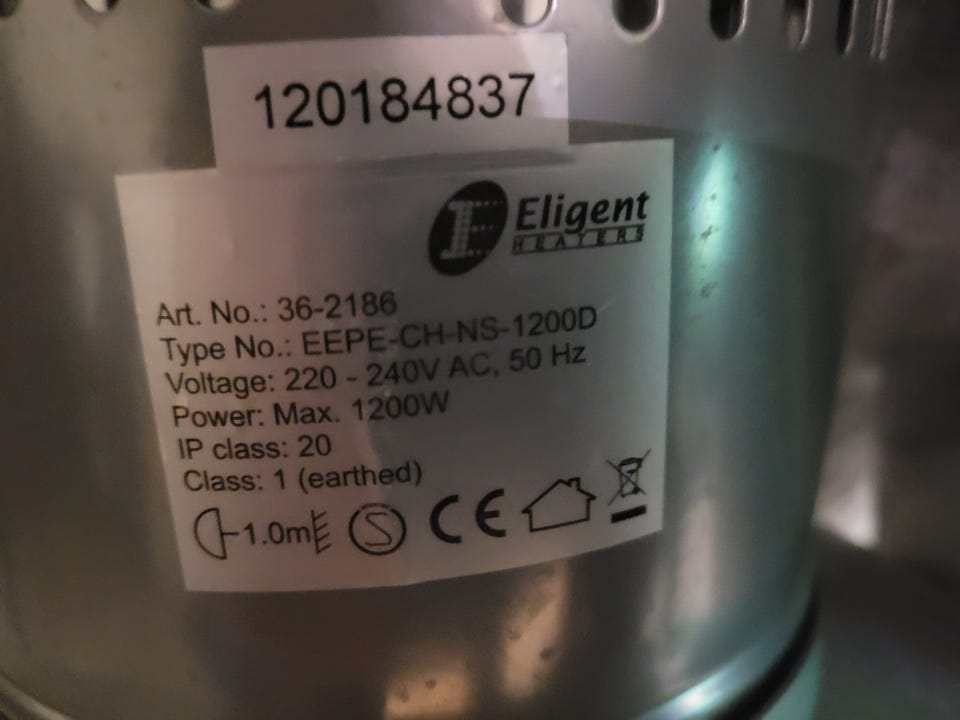 120184837
E Eligent
HEATERS
Art. No.: 36-2186
Type No.: EEPE-CH-NS-1200D
Voltage: 220 - 240V AC, 50 Hz
Power: Max. 1200W
IP class: 20
Class: 1 (earthed)
1.0m S CE